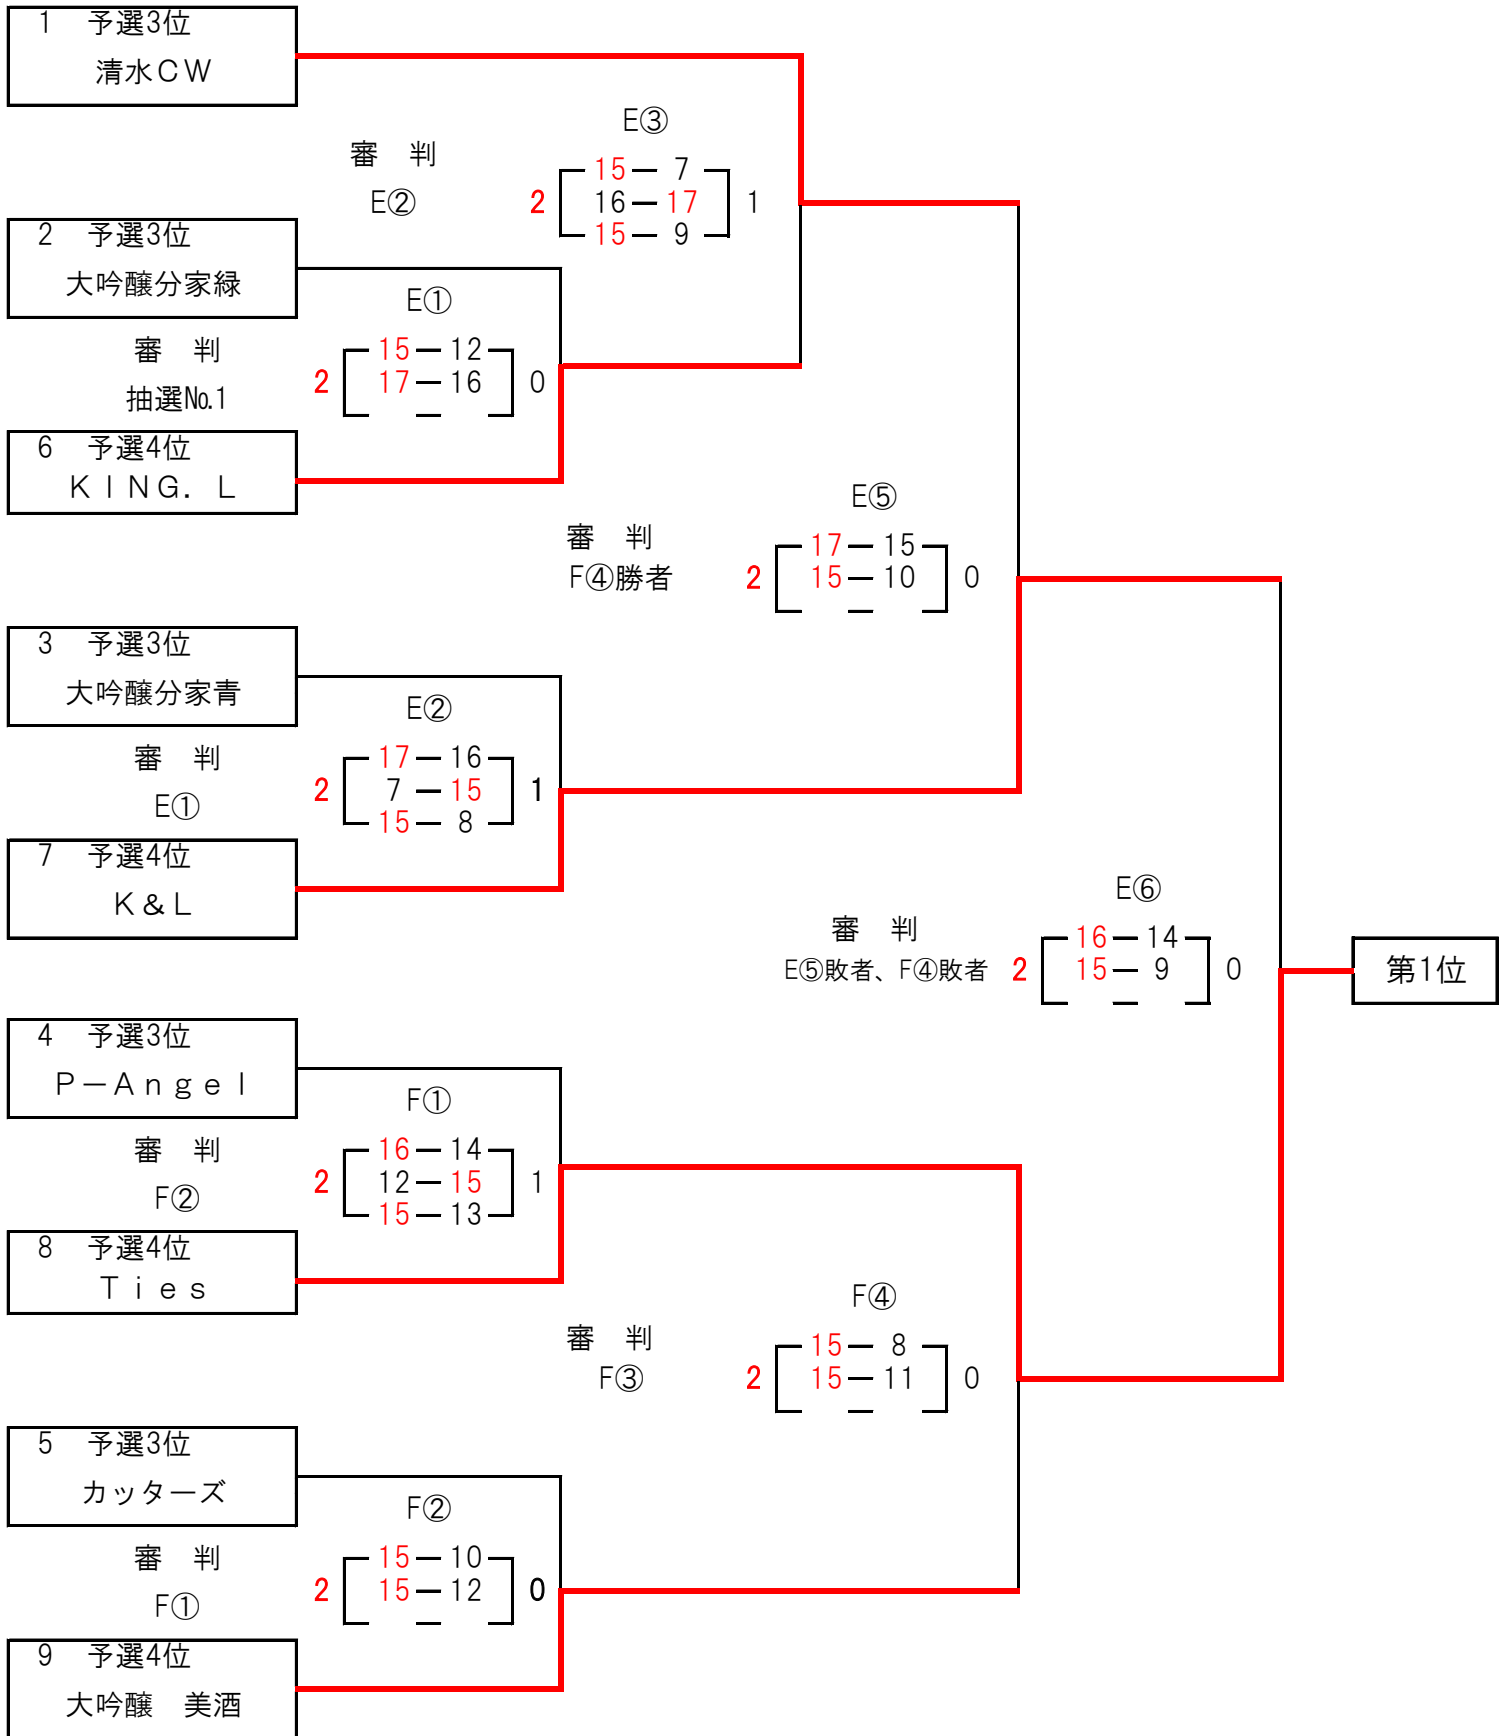 1 予選3位
清水CW
E③
審 判
E②
15 — 7
2 16 — 17 1
15 — 9
2 予選3位
大吟醸分家緑
E①
審 判
抽選№1
15 — 12
2 17 — 16 0
—
6 予選4位
KING. L
E⑤
審 判
F④勝者
17 — 15
2 15 — 10 0
—
3 予選3位
大吟醸分家青
E②
審 判
E①
17 — 16
2 7 — 15 1
15 — 8
7 予選4位
K&L
E⑥
審 判
E⑤敗者、F④敗者
16 — 14
2 15 — 9 0
—
第1位
4 予選3位
P-Angel
F①
審 判
F②
16 — 14
2 12 — 15 1
15 — 13
8 予選4位
Ties
F④
審 判
F③
15 — 8
2 15 — 11 0
—
5 予選3位
カッターズ
F②
審 判
F①
15 — 10
2 15 — 12 0
—
9 予選4位
大吟醸 美酒